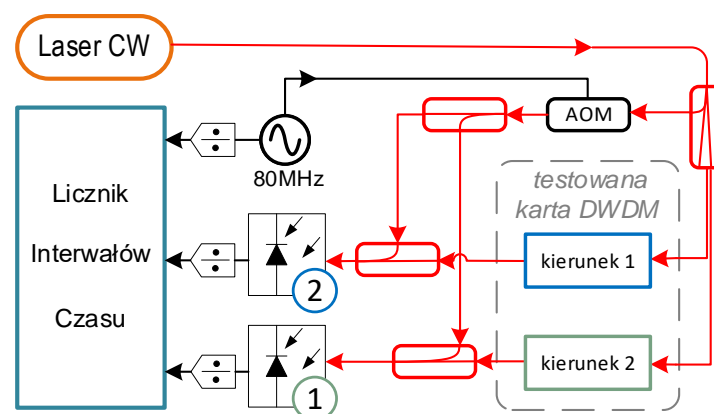 Laser CW
AOM
÷
80MHz
testowana
karta DWDM
Licznik
Interwałów
Czasu
÷
2
kierunek 1
÷
1
kierunek 2